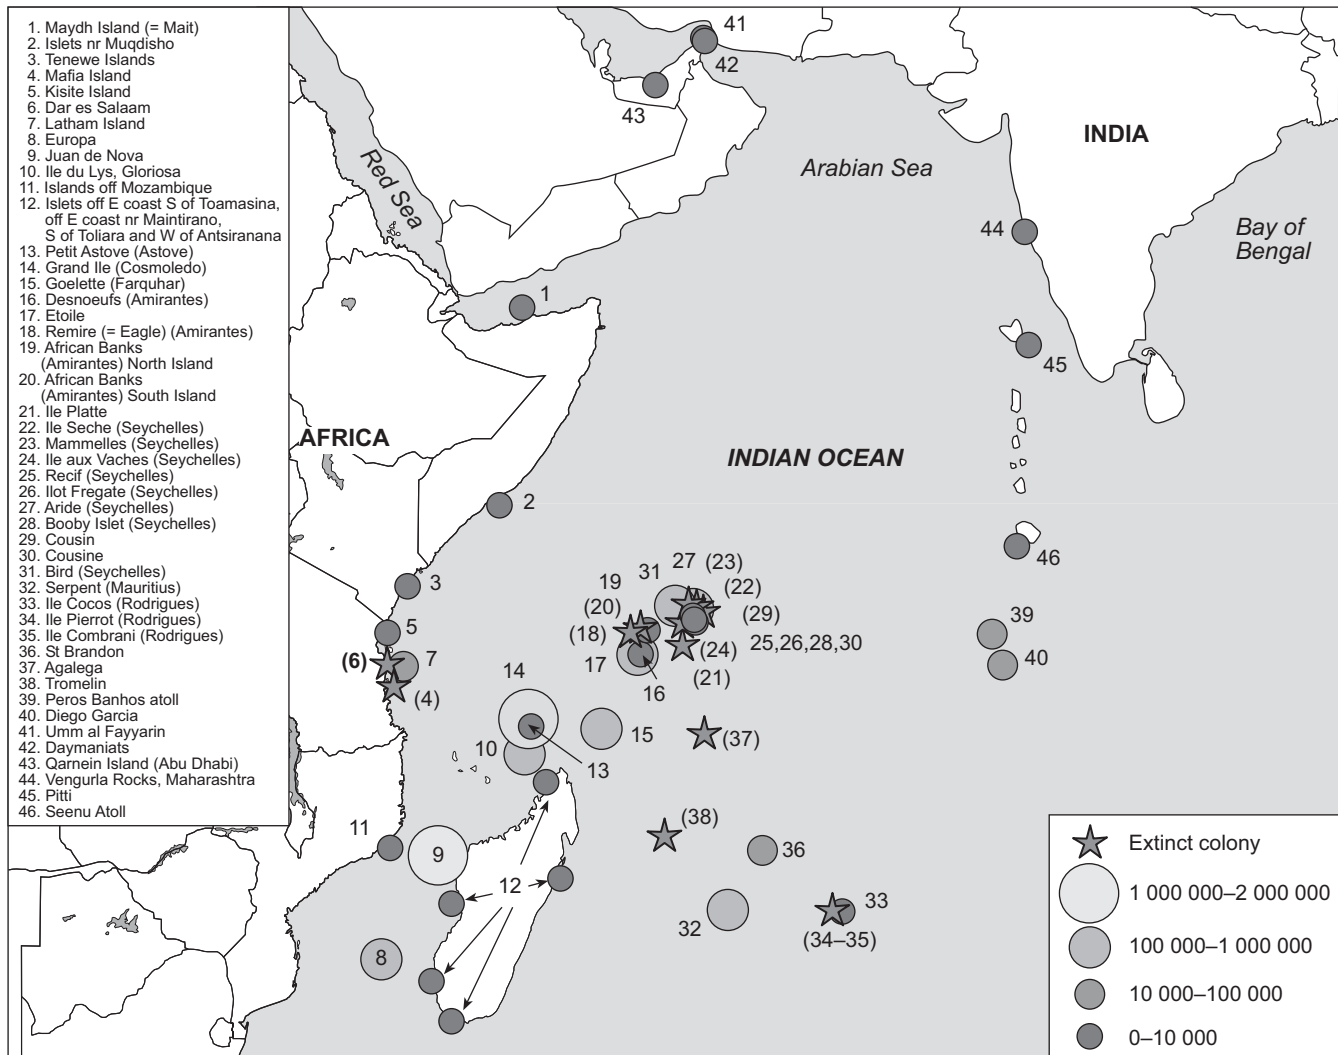 1. Maydh Island (= Mait)
2. Islets nr Muqdisho
3. Tenewe Islands
4. Mafia Island
5. Kisite Island
6. Dar es Salaam
7. Latham Island
8. Europa
9. Juan de Nova
10. Ile du Lys, Gloriosa
11. Islands off Mozambique
12. Islets off E coast S of Toamasina,
off E coast nr Maintirano,
S of Toliara and W of Antsiranana
13. Petit Astove (Astove)
14. Grand Ile (Cosmoledo)
15. Goelette (Farquhar)
16. Desnoeufs (Amirantes)
17. Etoile
18. Remire (= Eagle) (Amirantes)
19. African Banks
(Amirantes) North Island
20. African Banks
(Amirantes) South Island
21. Ile Platte
22. Ile Seche (Seychelles)
23. Mammelles (Seychelles)
24. Ile aux Vaches (Seychelles)
25. Recif (Seychelles)
26. Ilot Fregate (Seychelles)
27. Aride (Seychelles)
28. Booby Islet (Seychelles)
29. Cousin
30. Cousine
31. Bird (Seychelles)
32. Serpent (Mauritius)
33. Ile Cocos (Rodrigues)
34. Ile Pierrot (Rodrigues)
35. Ile Combrani (Rodrigues)
36. St Brandon
37. Agalega
38. Tromelin
39. Peros Banhos atoll
40. Diego Garcia
41. Umm al Fayyarin
42. Daymaniats
43. Qarnein Island (Abu Dhabi)
44. Vengurla Rocks, Maharashtra
45. Pitti
46. Seenu Atoll
41
42
43
INDIA
Red Sea
Arabian Sea
44
Bay of
Bengal
1
45
AFRICA
INDIAN OCEAN
2
46
3
19
31
27
(23)
(22)
(20)
(29)
(18)
25,26,28,30
(24)
17
(21)
16
39
5
40
(6)
7
(4)
14
15
(37)
10
13
(38)
11
9
36
12
33
32
(34–35)
8
Extinct colony
1 000 000–2 000 000
100 000–1 000 000
10 000–100 000
0–10 000